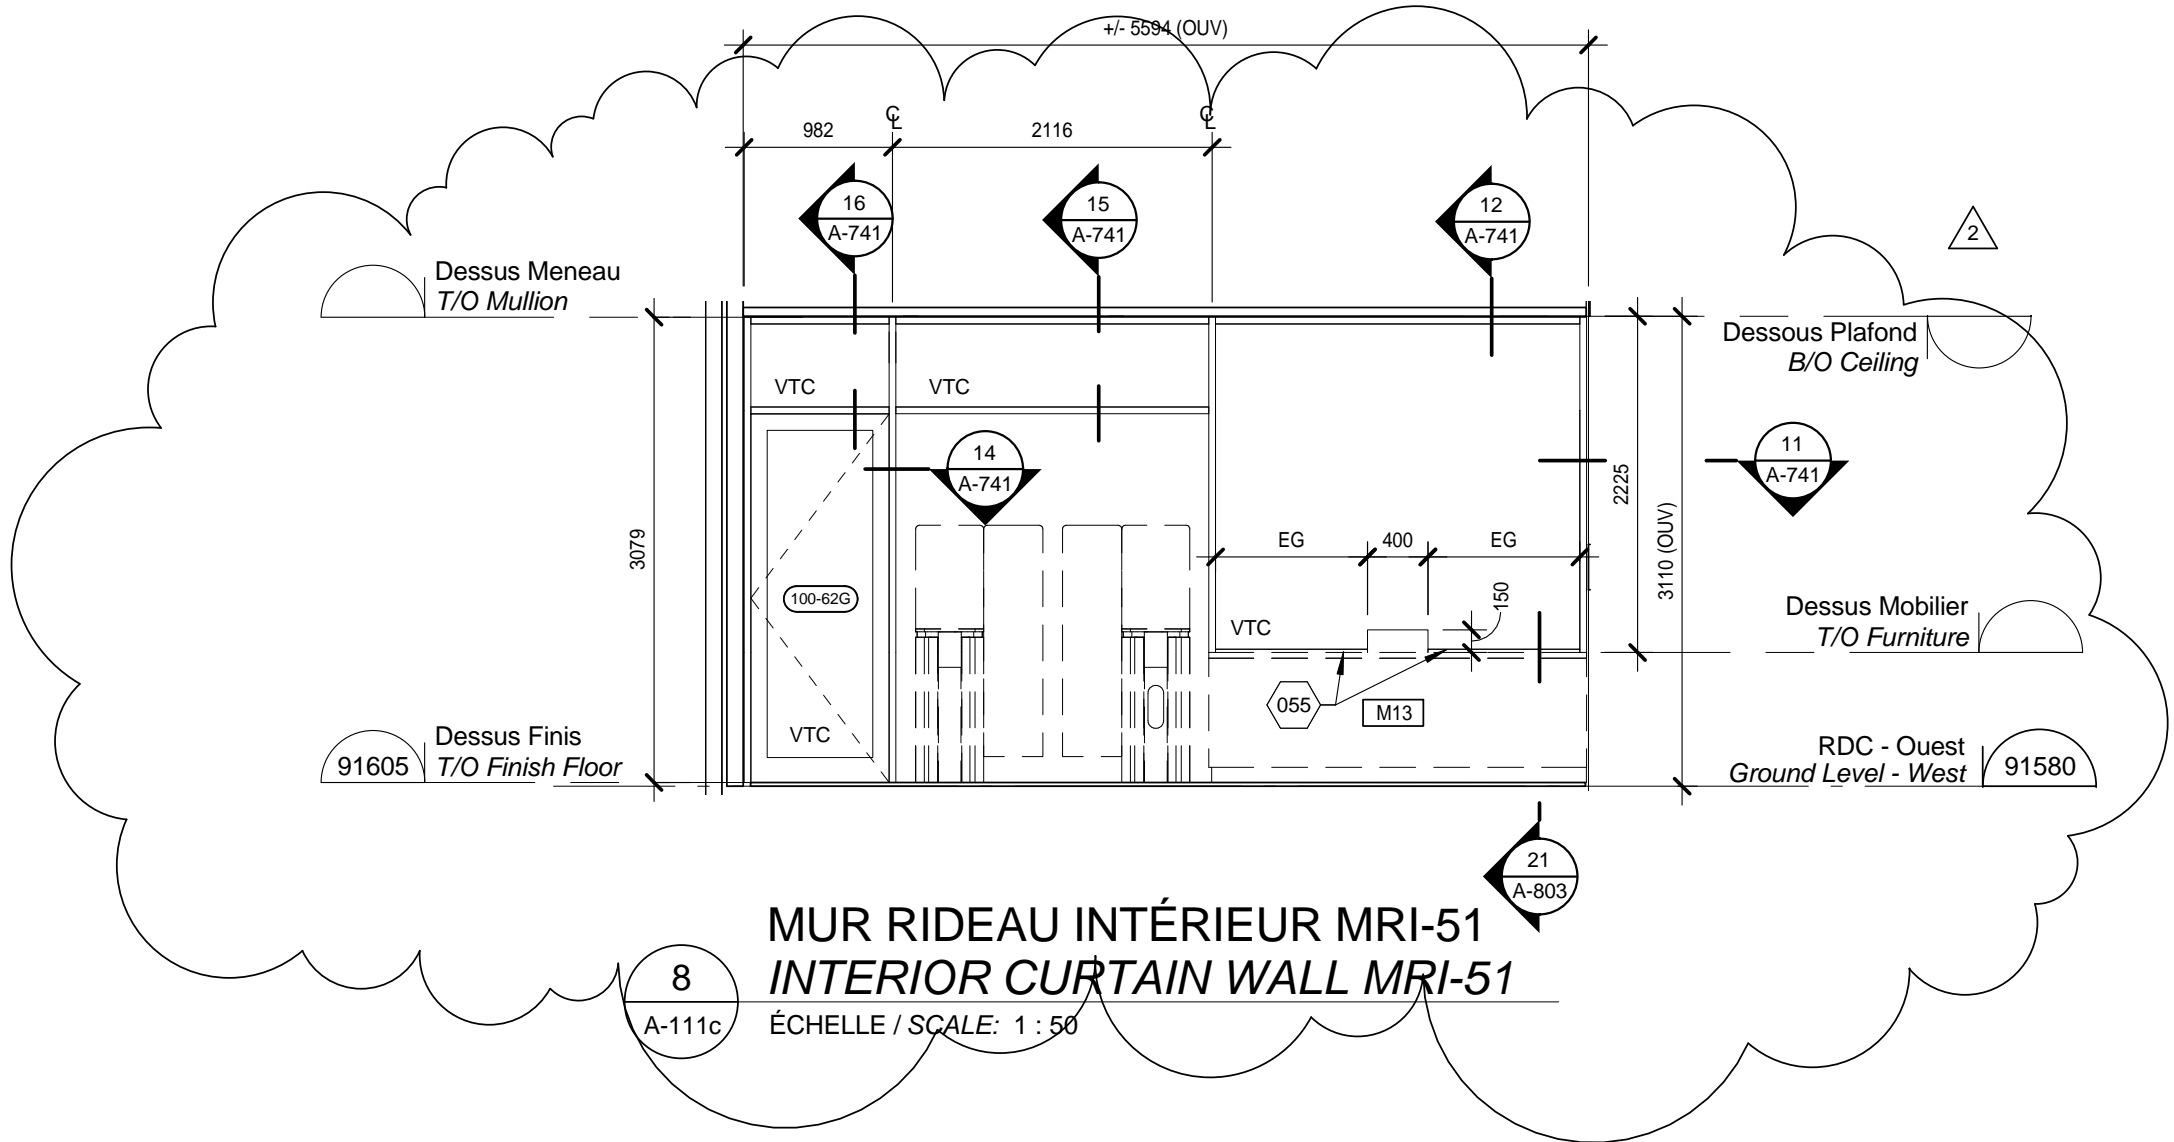 +/- 5594 (OUV)
982
2116
16
A-741
15
A-741
12
A-741
2
Dessus Meneau
T/O Mullion
Dessous Plafond
B/O Ceiling
VTC
VTC
14
A-741
11
A-741
2225
3110 (OUV)
3079
EG
400
EG
150
100-62G
VTC
Dessus Mobilier
T/O Furniture
055
M13
VTC
91605
Dessus Finis
T/O Finish Floor
RDC - Ouest
Ground Level - West
91580
21
A-803
MUR RIDEAU INTÉRIEUR MRI-51
INTERIOR CURTAIN WALL MRI-51
8
A-111c
ÉCHELLE / SCALE: 1 : 50